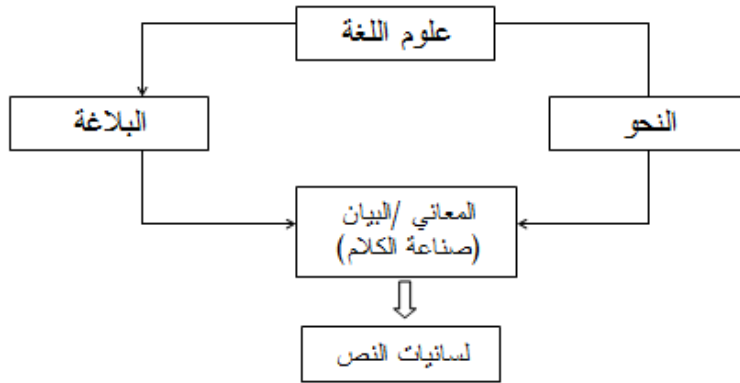 علوم اللغة
النحو
البلاغة
المعاني /البيان
(صناعة الكلام)
لسانيات النص